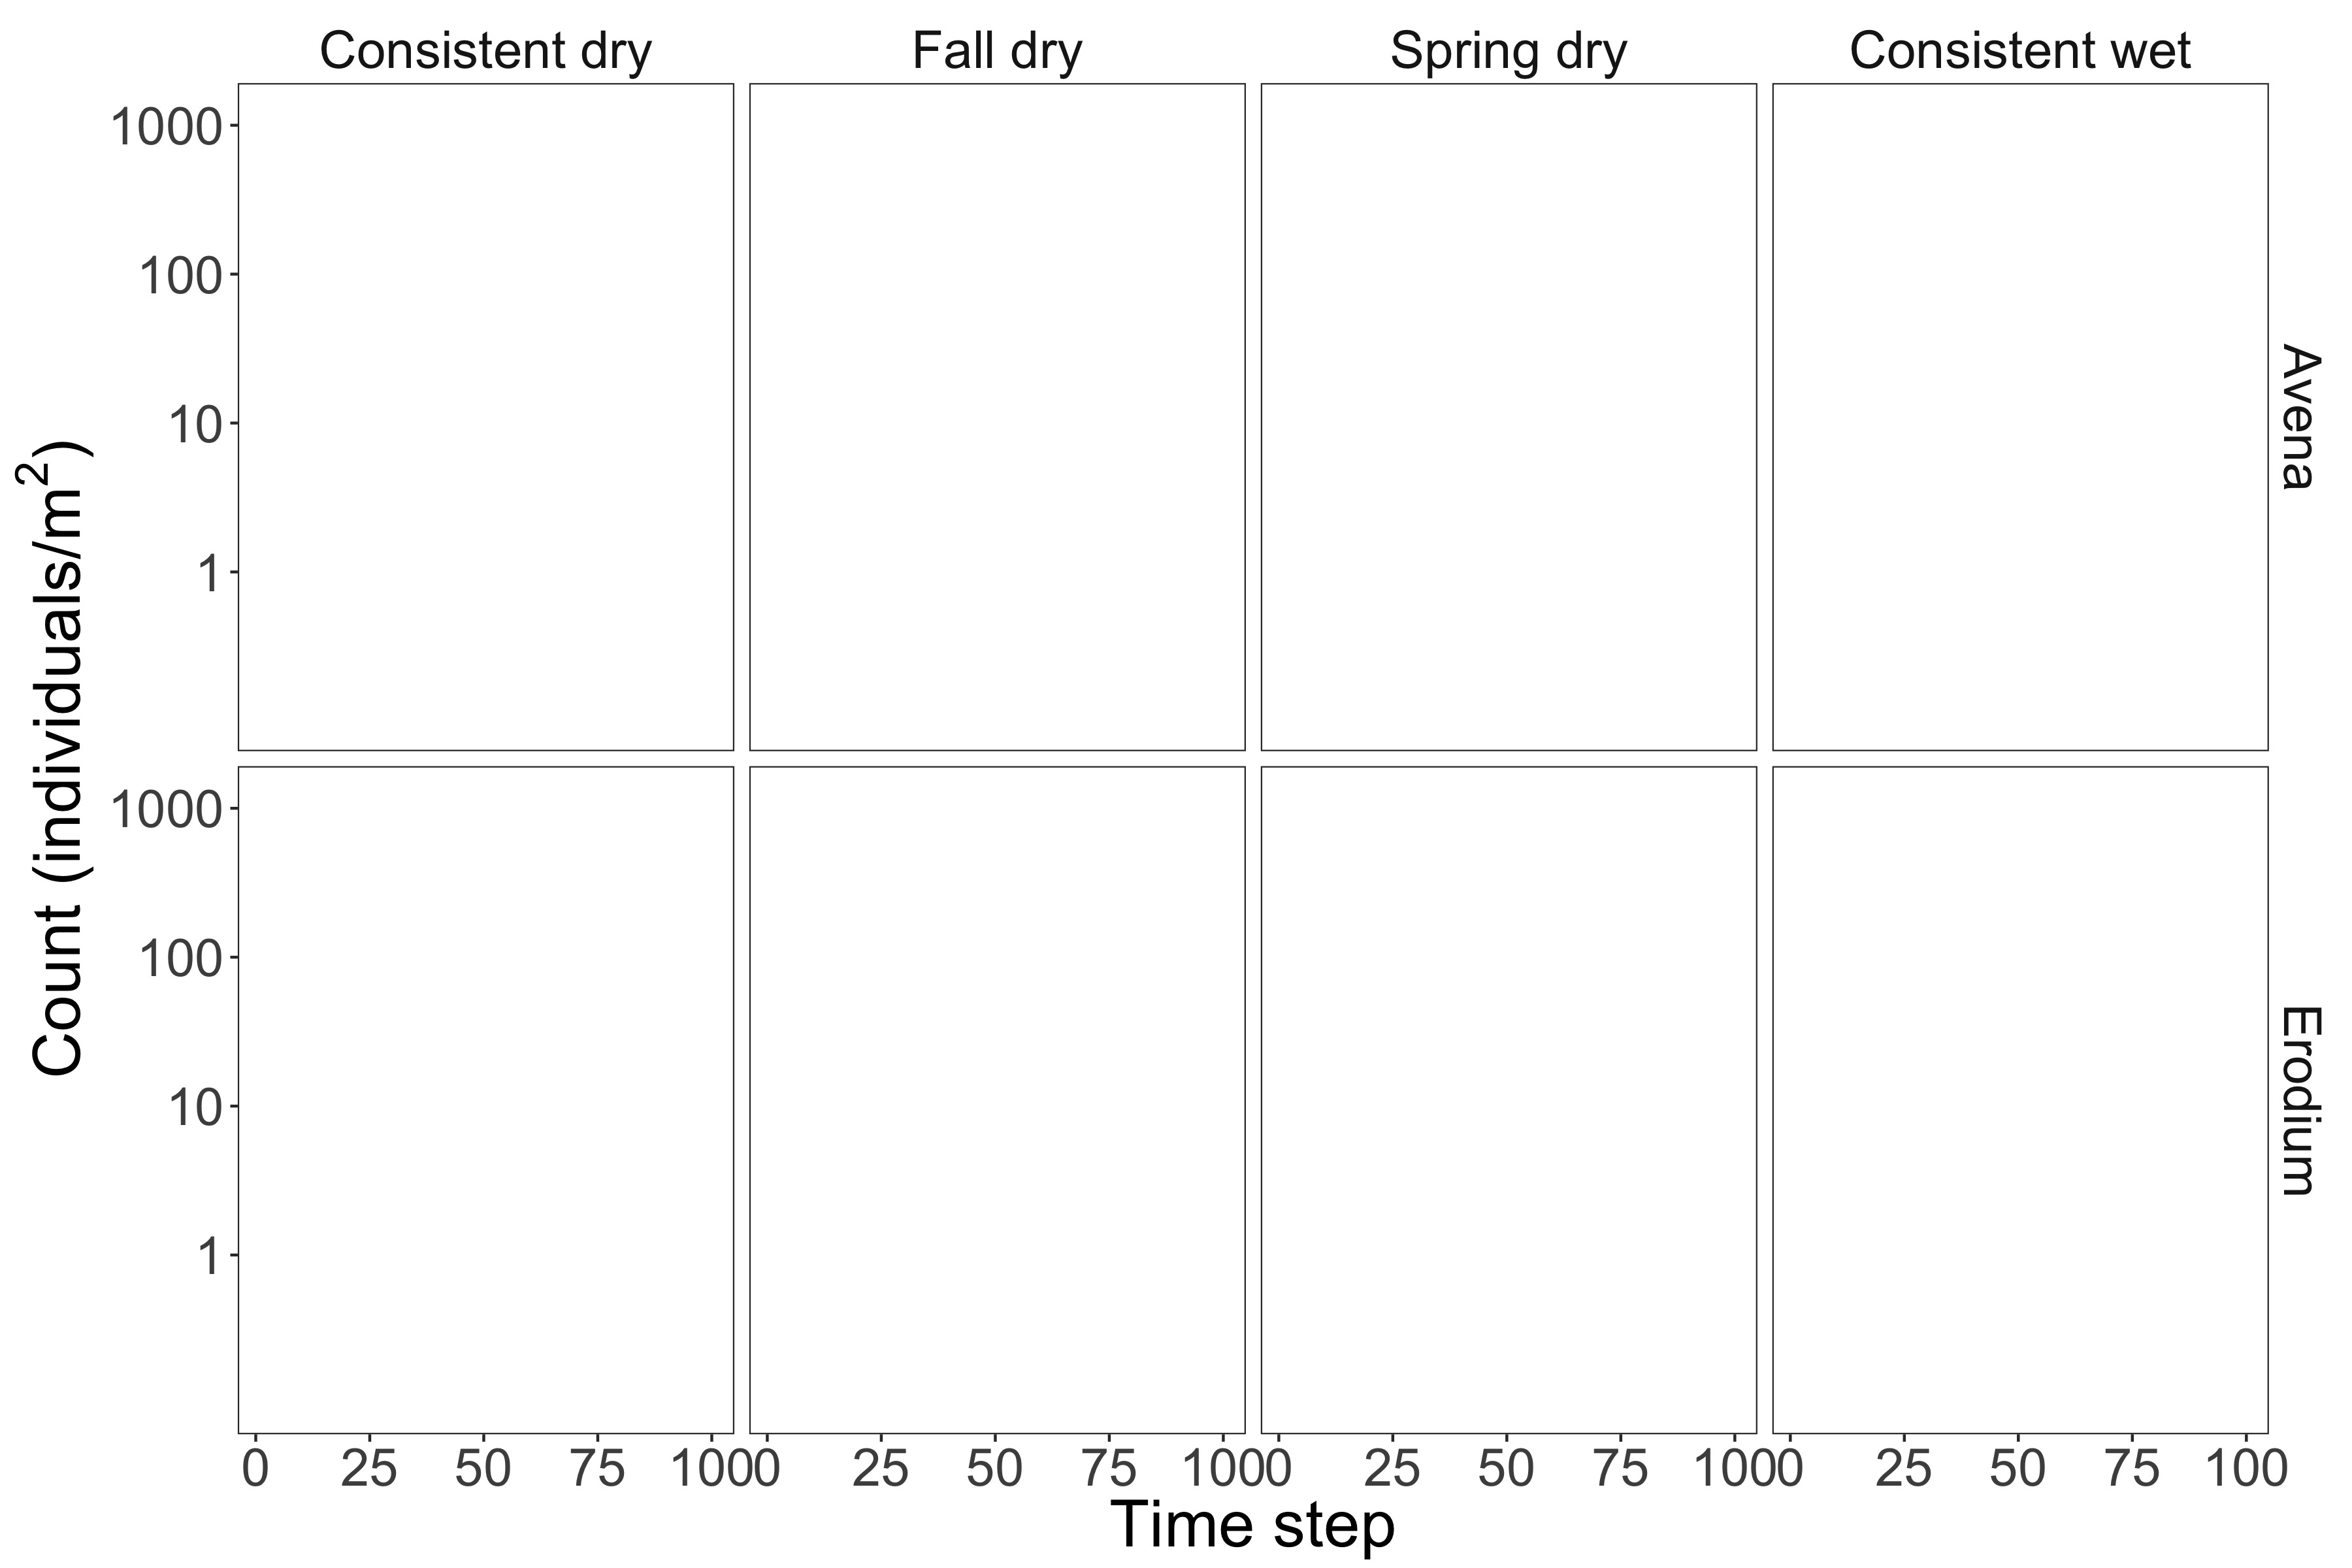 Consistent dry
Fall dry
Spring dry
Consistent wet
1000
100
10
1
Avena
Count (individuals/m²)
1000
100
10
1
Erodium
0 25 50 75 100
0 25 50 75 100
0 25 50 75 100
0 25 50 75 100
Time step